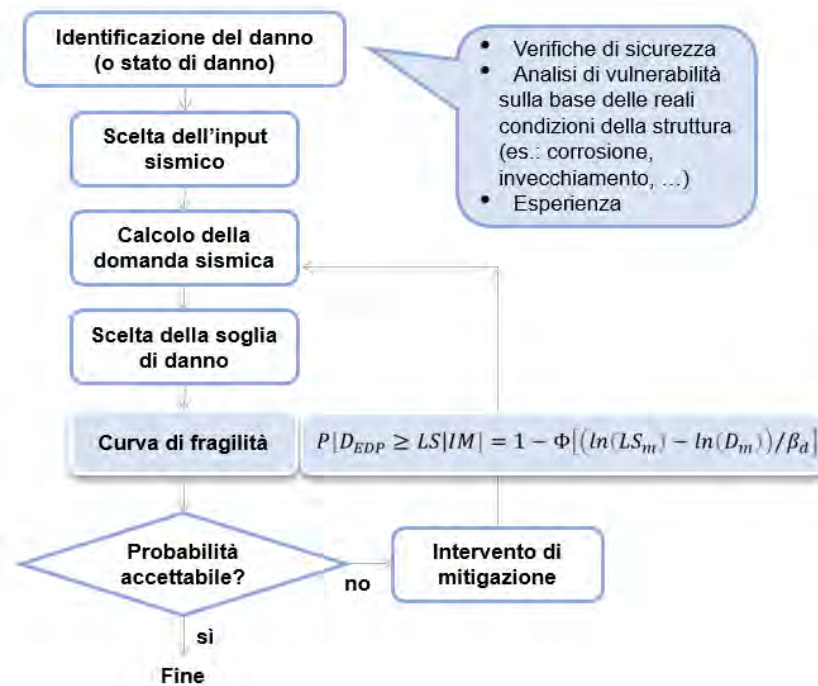 Identificazione del danno
(o stato di danno)
• Verifiche di sicurezza
• Analisi di vulnerabilità
sulla base delle reali
condizioni della struttura
(es.: corrosione,
invecchiamento, ...)
• Esperienza
Scelta dell'input
sismico
Calcolo della
domanda sismica
Scelta della soglia
di danno
Curva di fragilità
P[D_EDP ≥ LS|IM] = 1 − Φ[(ln(LS_m) − ln(D_m))/β_d]
Probabilità
accettabile?
no
Intervento di
mitigazione
sì
Fine